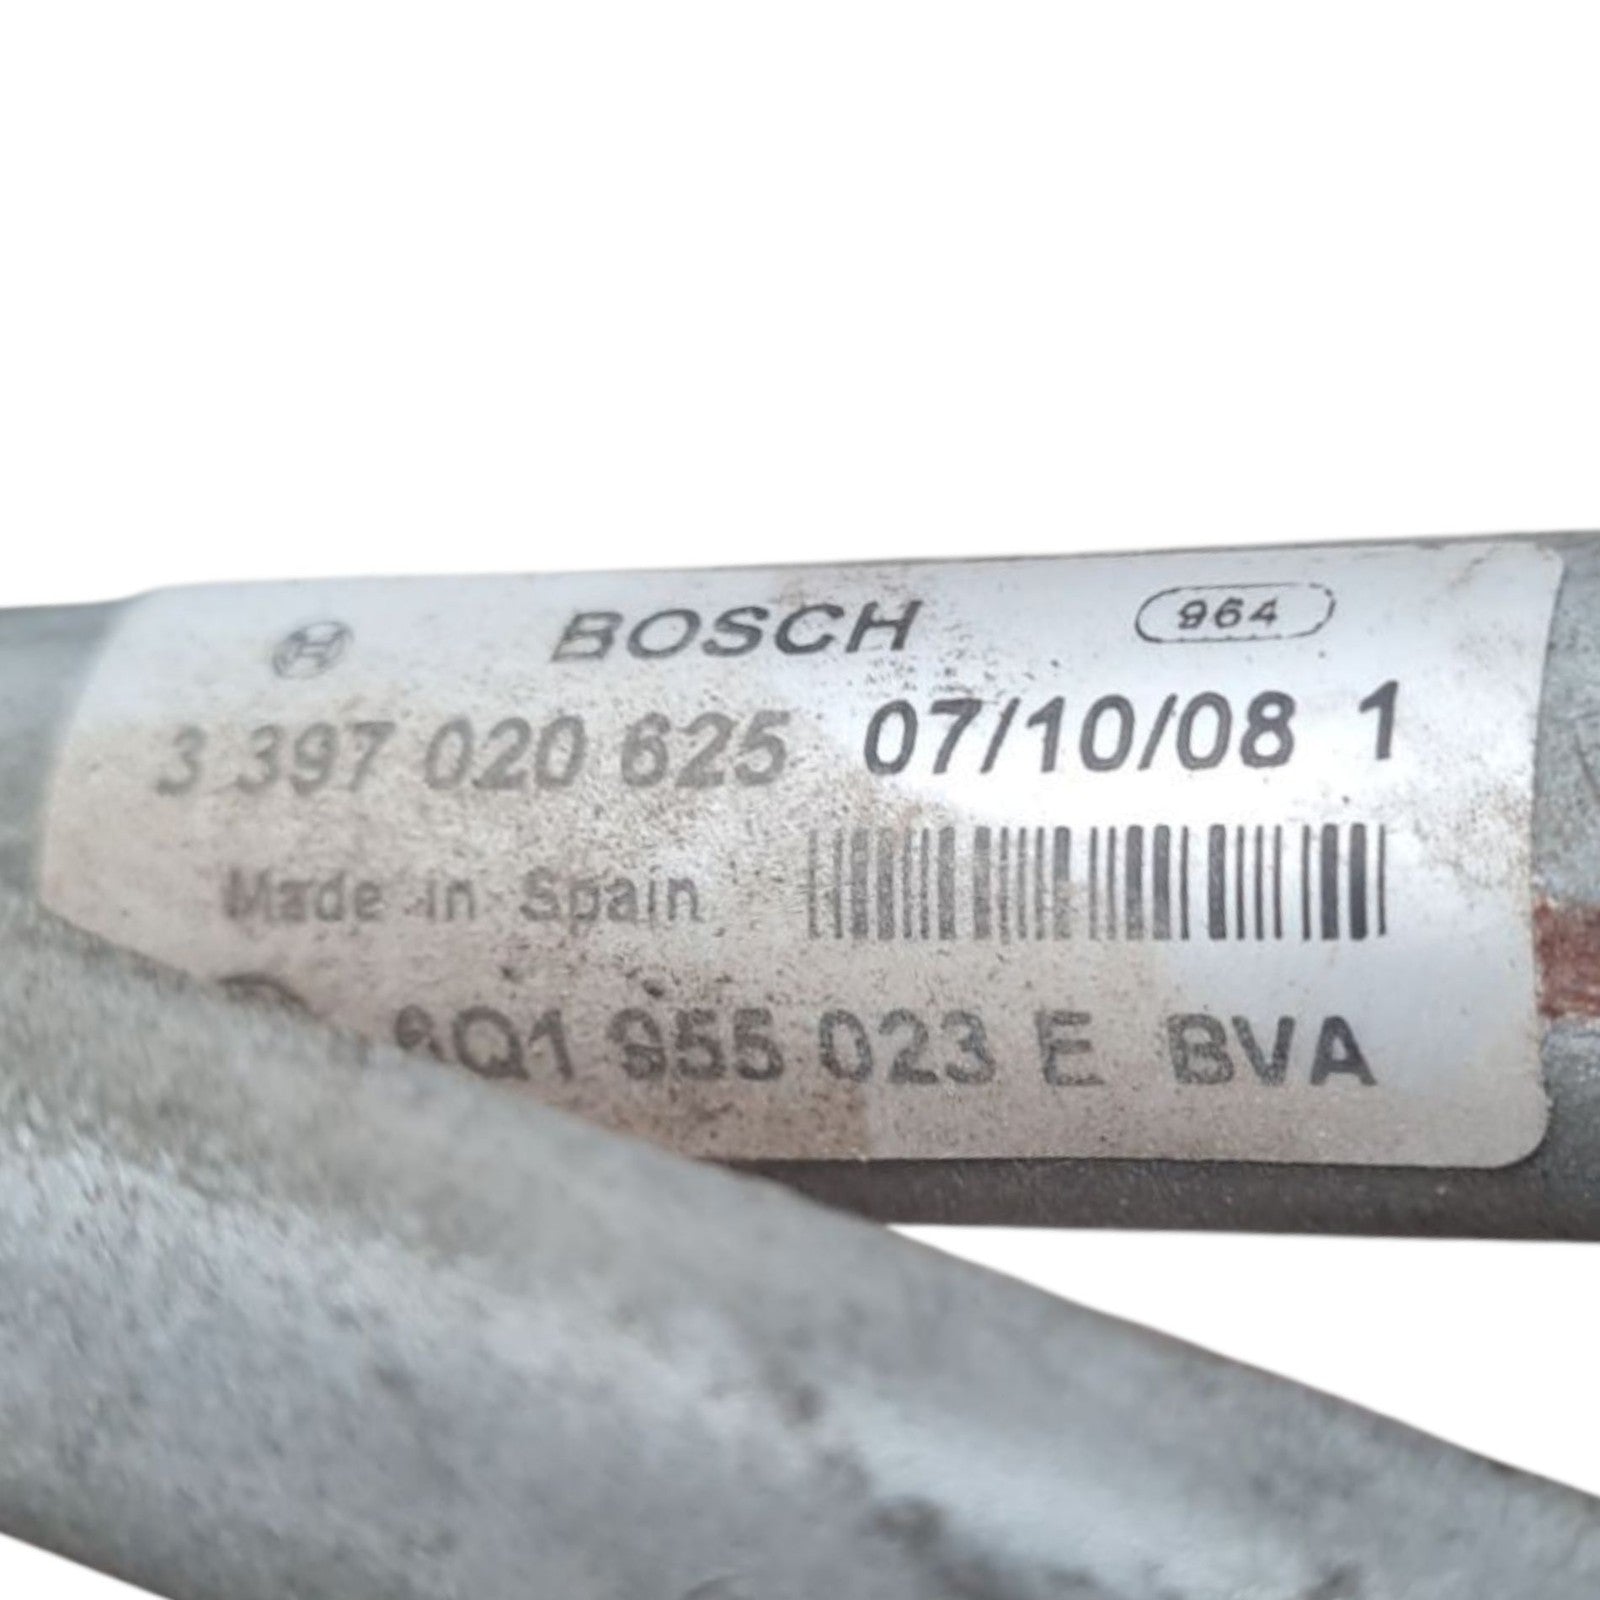 BOSCH 964
3 397 020 625 07/10/08 1
Made in Spain
6Q1 955 023 E BVA